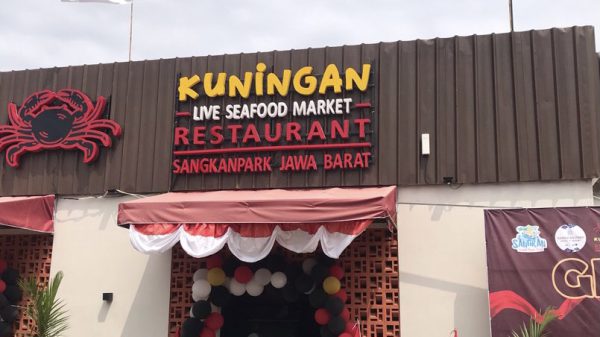 KUNINGAN
LIVE SEAFOOD MARKET
RESTAURANT
SANGKANPARK JAWA BARAT